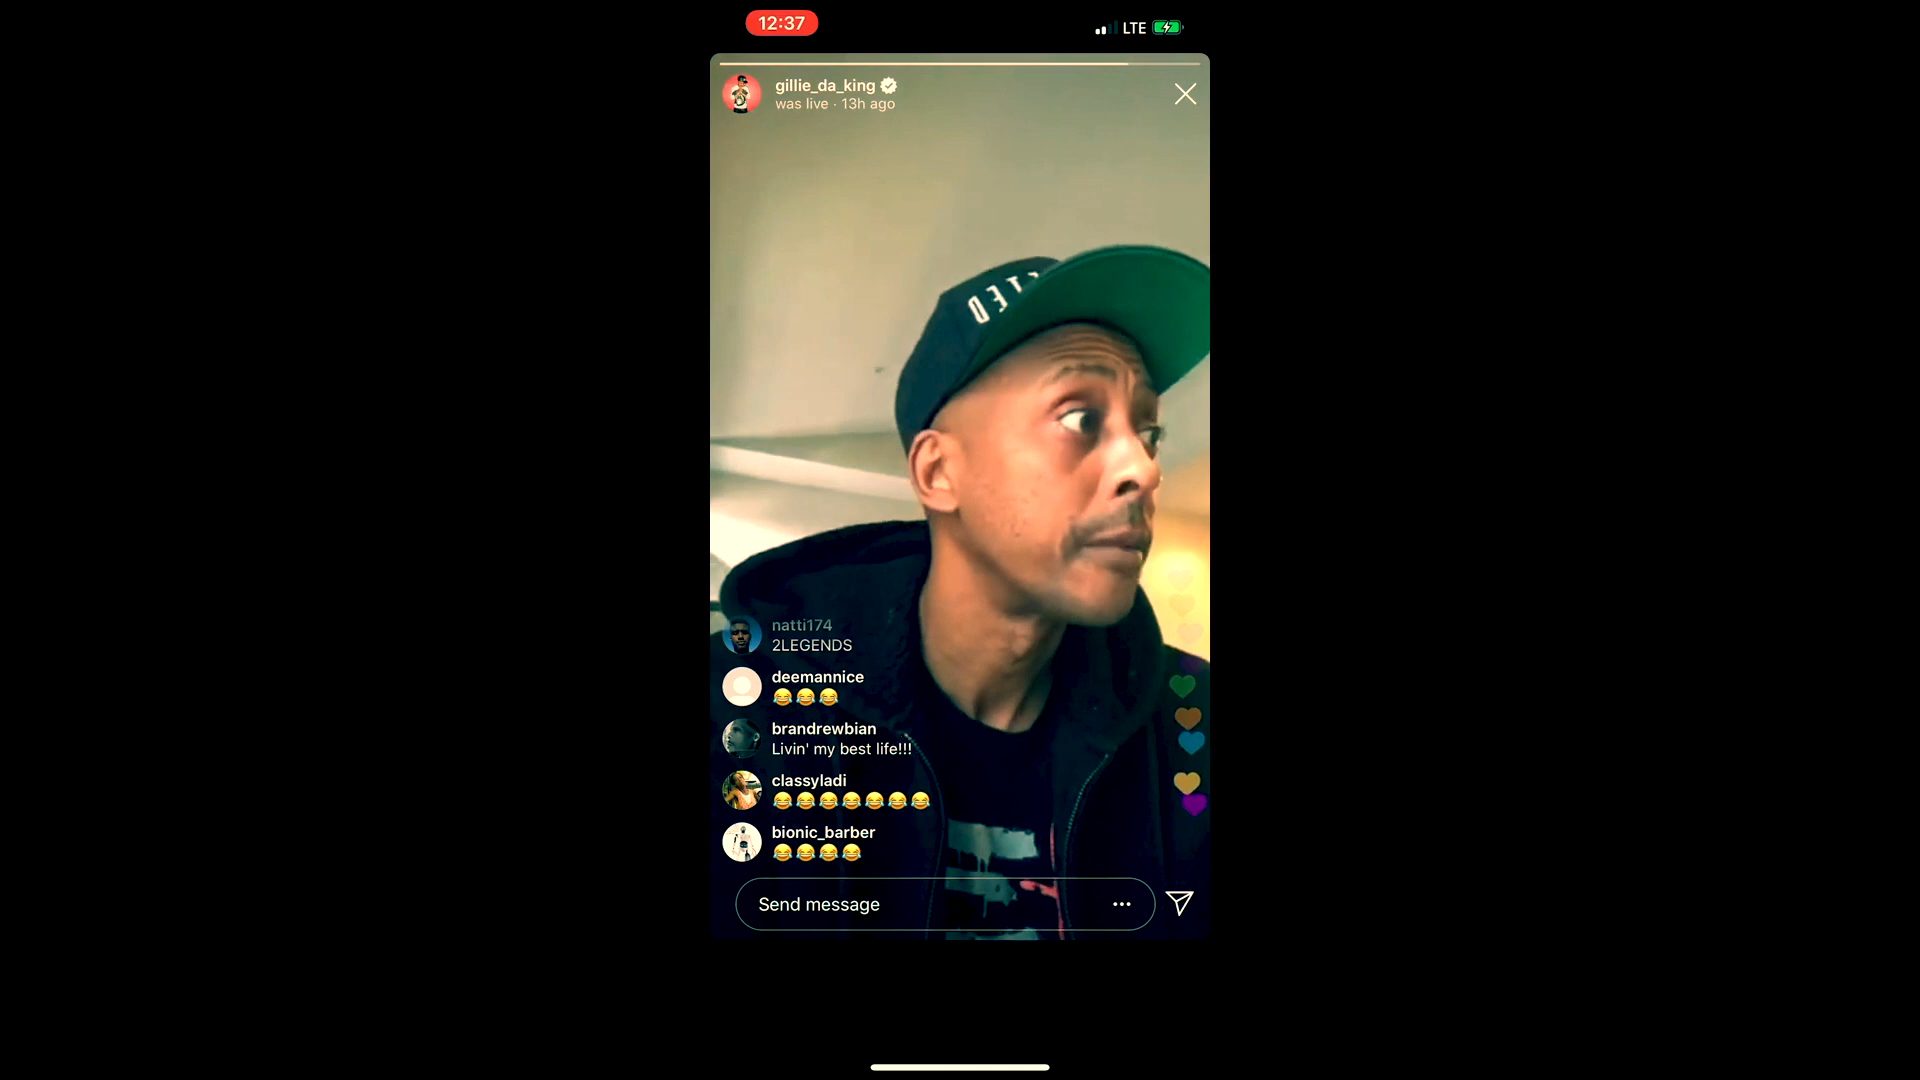 12:37
LTE
gillie_da_king
was live · 13h ago
natti174
2LEGENDS
deemannice
😂😂😂
brandrewbian
Livin' my best life!!!
classyladi
😂😂😂😂😂😂😂
bionic_barber
😂😂😂😂
Send message